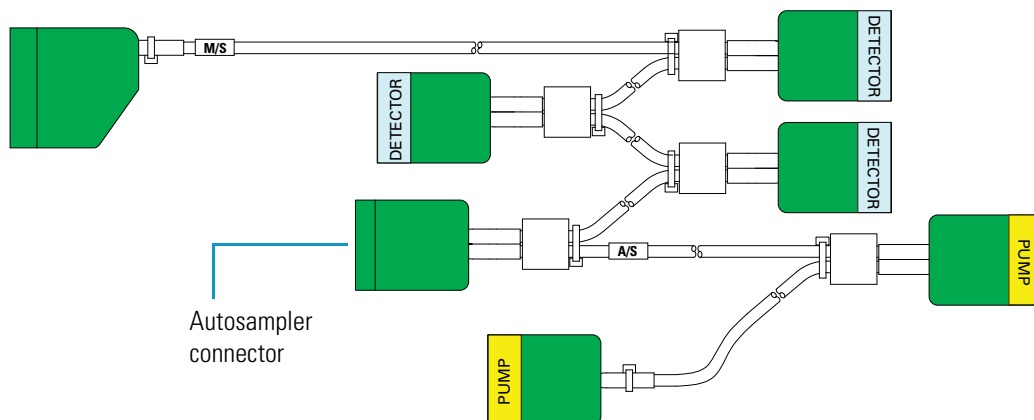 M/S
DETECTOR
DETECTOR
DETECTOR
A/S
PUMP
Autosampler
connector
PUMP